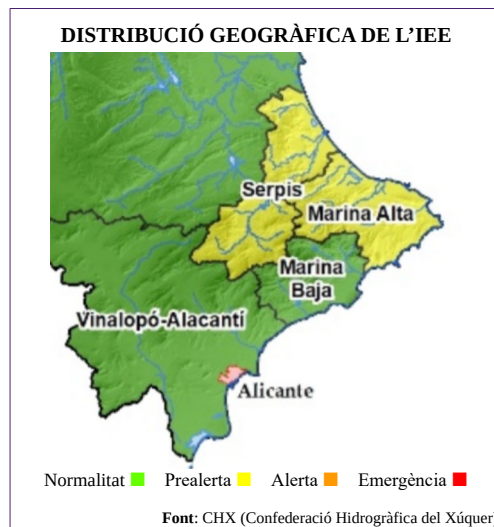 DISTRIBUCIÓ GEOGRÀFICA DE L’IEE
Serpis
Marina Alta
Marina
Baja
Vinalopó-Alacantí
Alicante
Normalitat Prealerta Alerta Emergència
Font: CHX (Confederació Hidrogràfica del Xúquer)